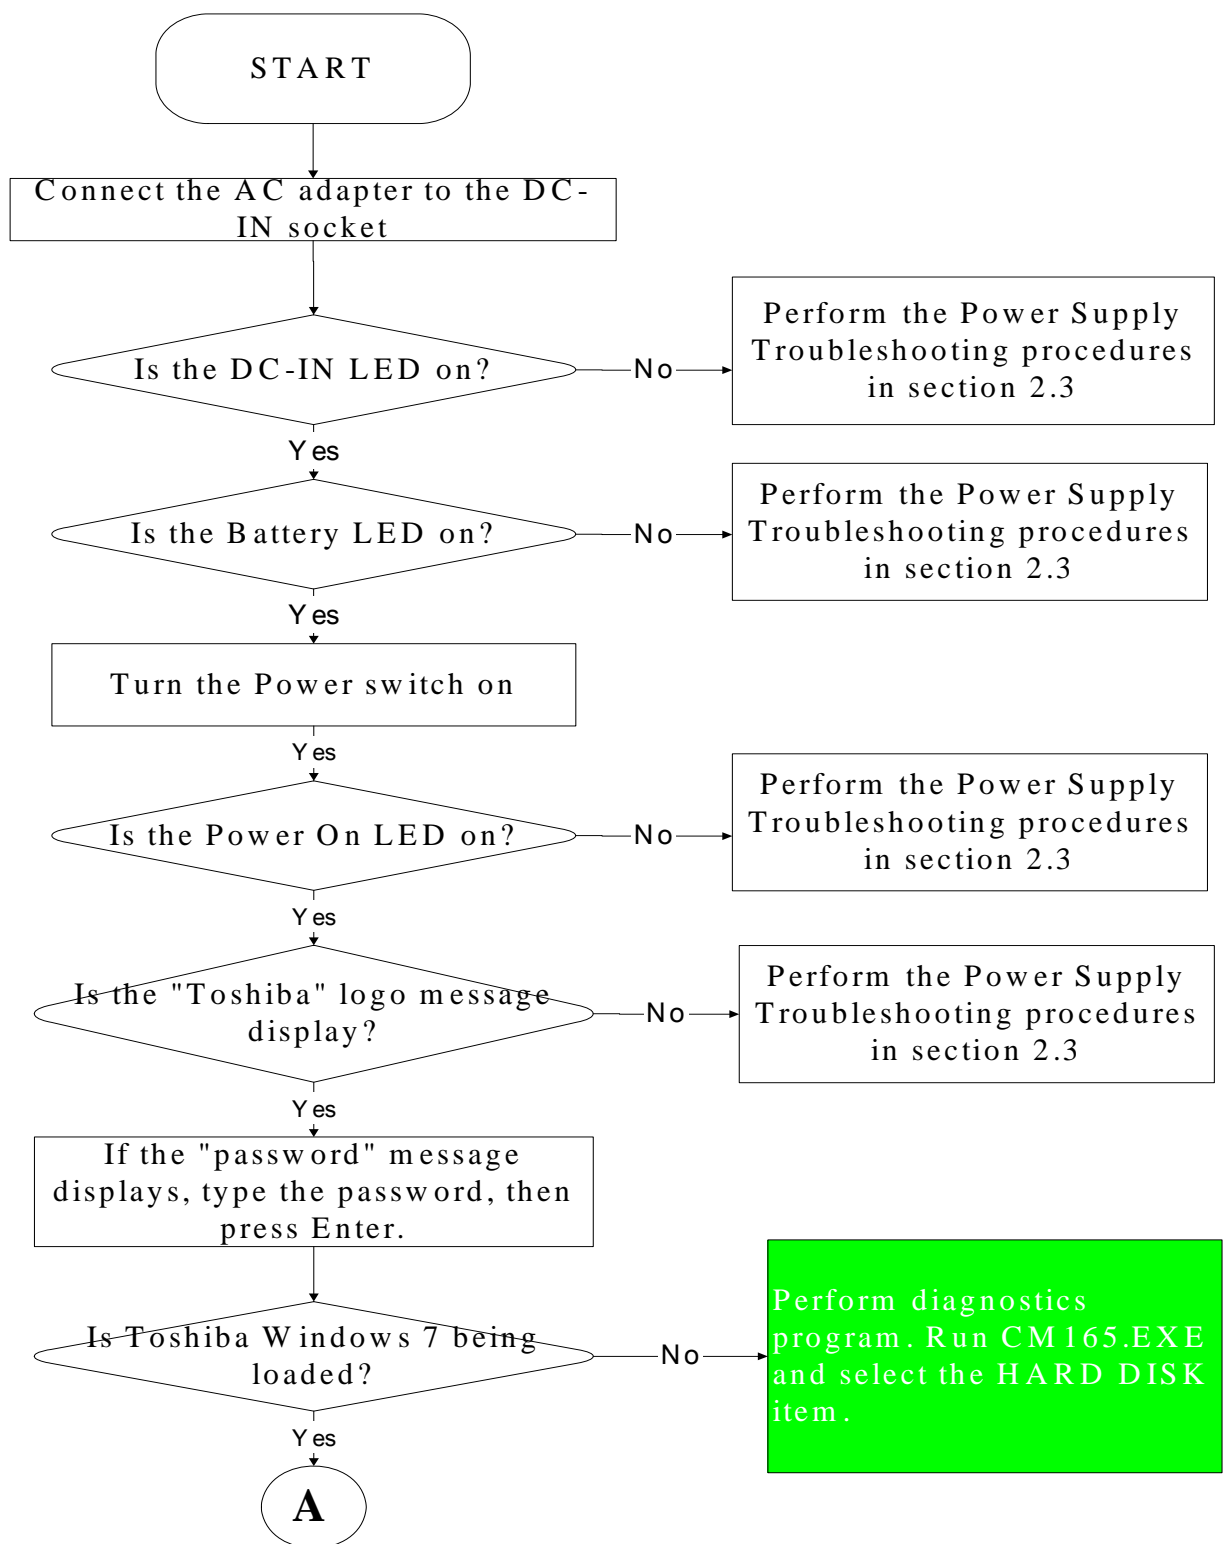 START
Connect the AC adapter to the DC-
IN socket
Is the DC-IN LED on?
No
Perform the Power Supply
Troubleshooting procedures
in section 2.3
Yes
Is the Battery LED on?
No
Perform the Power Supply
Troubleshooting procedures
in section 2.3
Yes
Turn the Power switch on
Yes
Is the Power On LED on?
No
Perform the Power Supply
Troubleshooting procedures
in section 2.3
Yes
Is the "Toshiba" logo message
display?
No
Perform the Power Supply
Troubleshooting procedures
in section 2.3
Yes
If the "password" message
displays, type the password, then
press Enter.
Is Toshiba Windows 7 being
loaded?
No
Perform diagnostics
program. Run CM165.EXE
and select the HARD DISK
item.
Yes
A